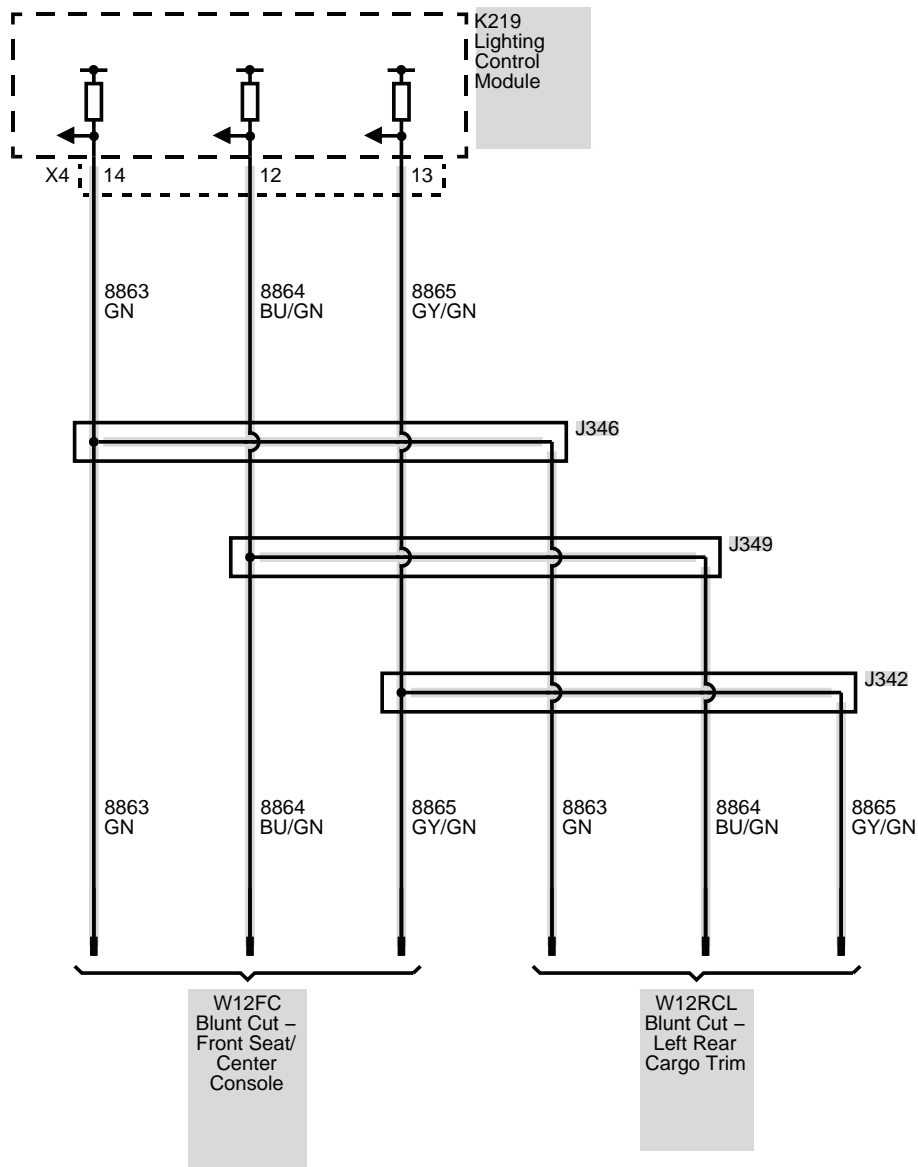 K219
Lighting
Control
Module
X4 14 12 13
8863
GN
8864
BU/GN
8865
GY/GN
J346
J349
J342
8863
GN
8864
BU/GN
8865
GY/GN
8863
GN
8864
BU/GN
8865
GY/GN
W12FC
Blunt Cut –
Front Seat/
Center
Console
W12RCL
Blunt Cut –
Left Rear
Cargo Trim